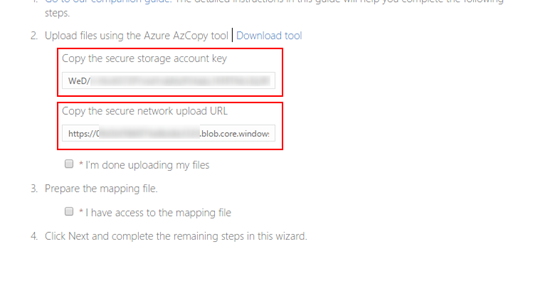 1. Go to our companion guide. The detailed instructions in this guide will help you complete the following
steps.
2. Upload files using the Azure AzCopy tool | Download tool
Copy the secure storage account key
WeD/
Copy the secure network upload URL
https://0 .blob.core.window
* I'm done uploading my files
3. Prepare the mapping file.
* I have access to the mapping file
4. Click Next and complete the remaining steps in this wizard.